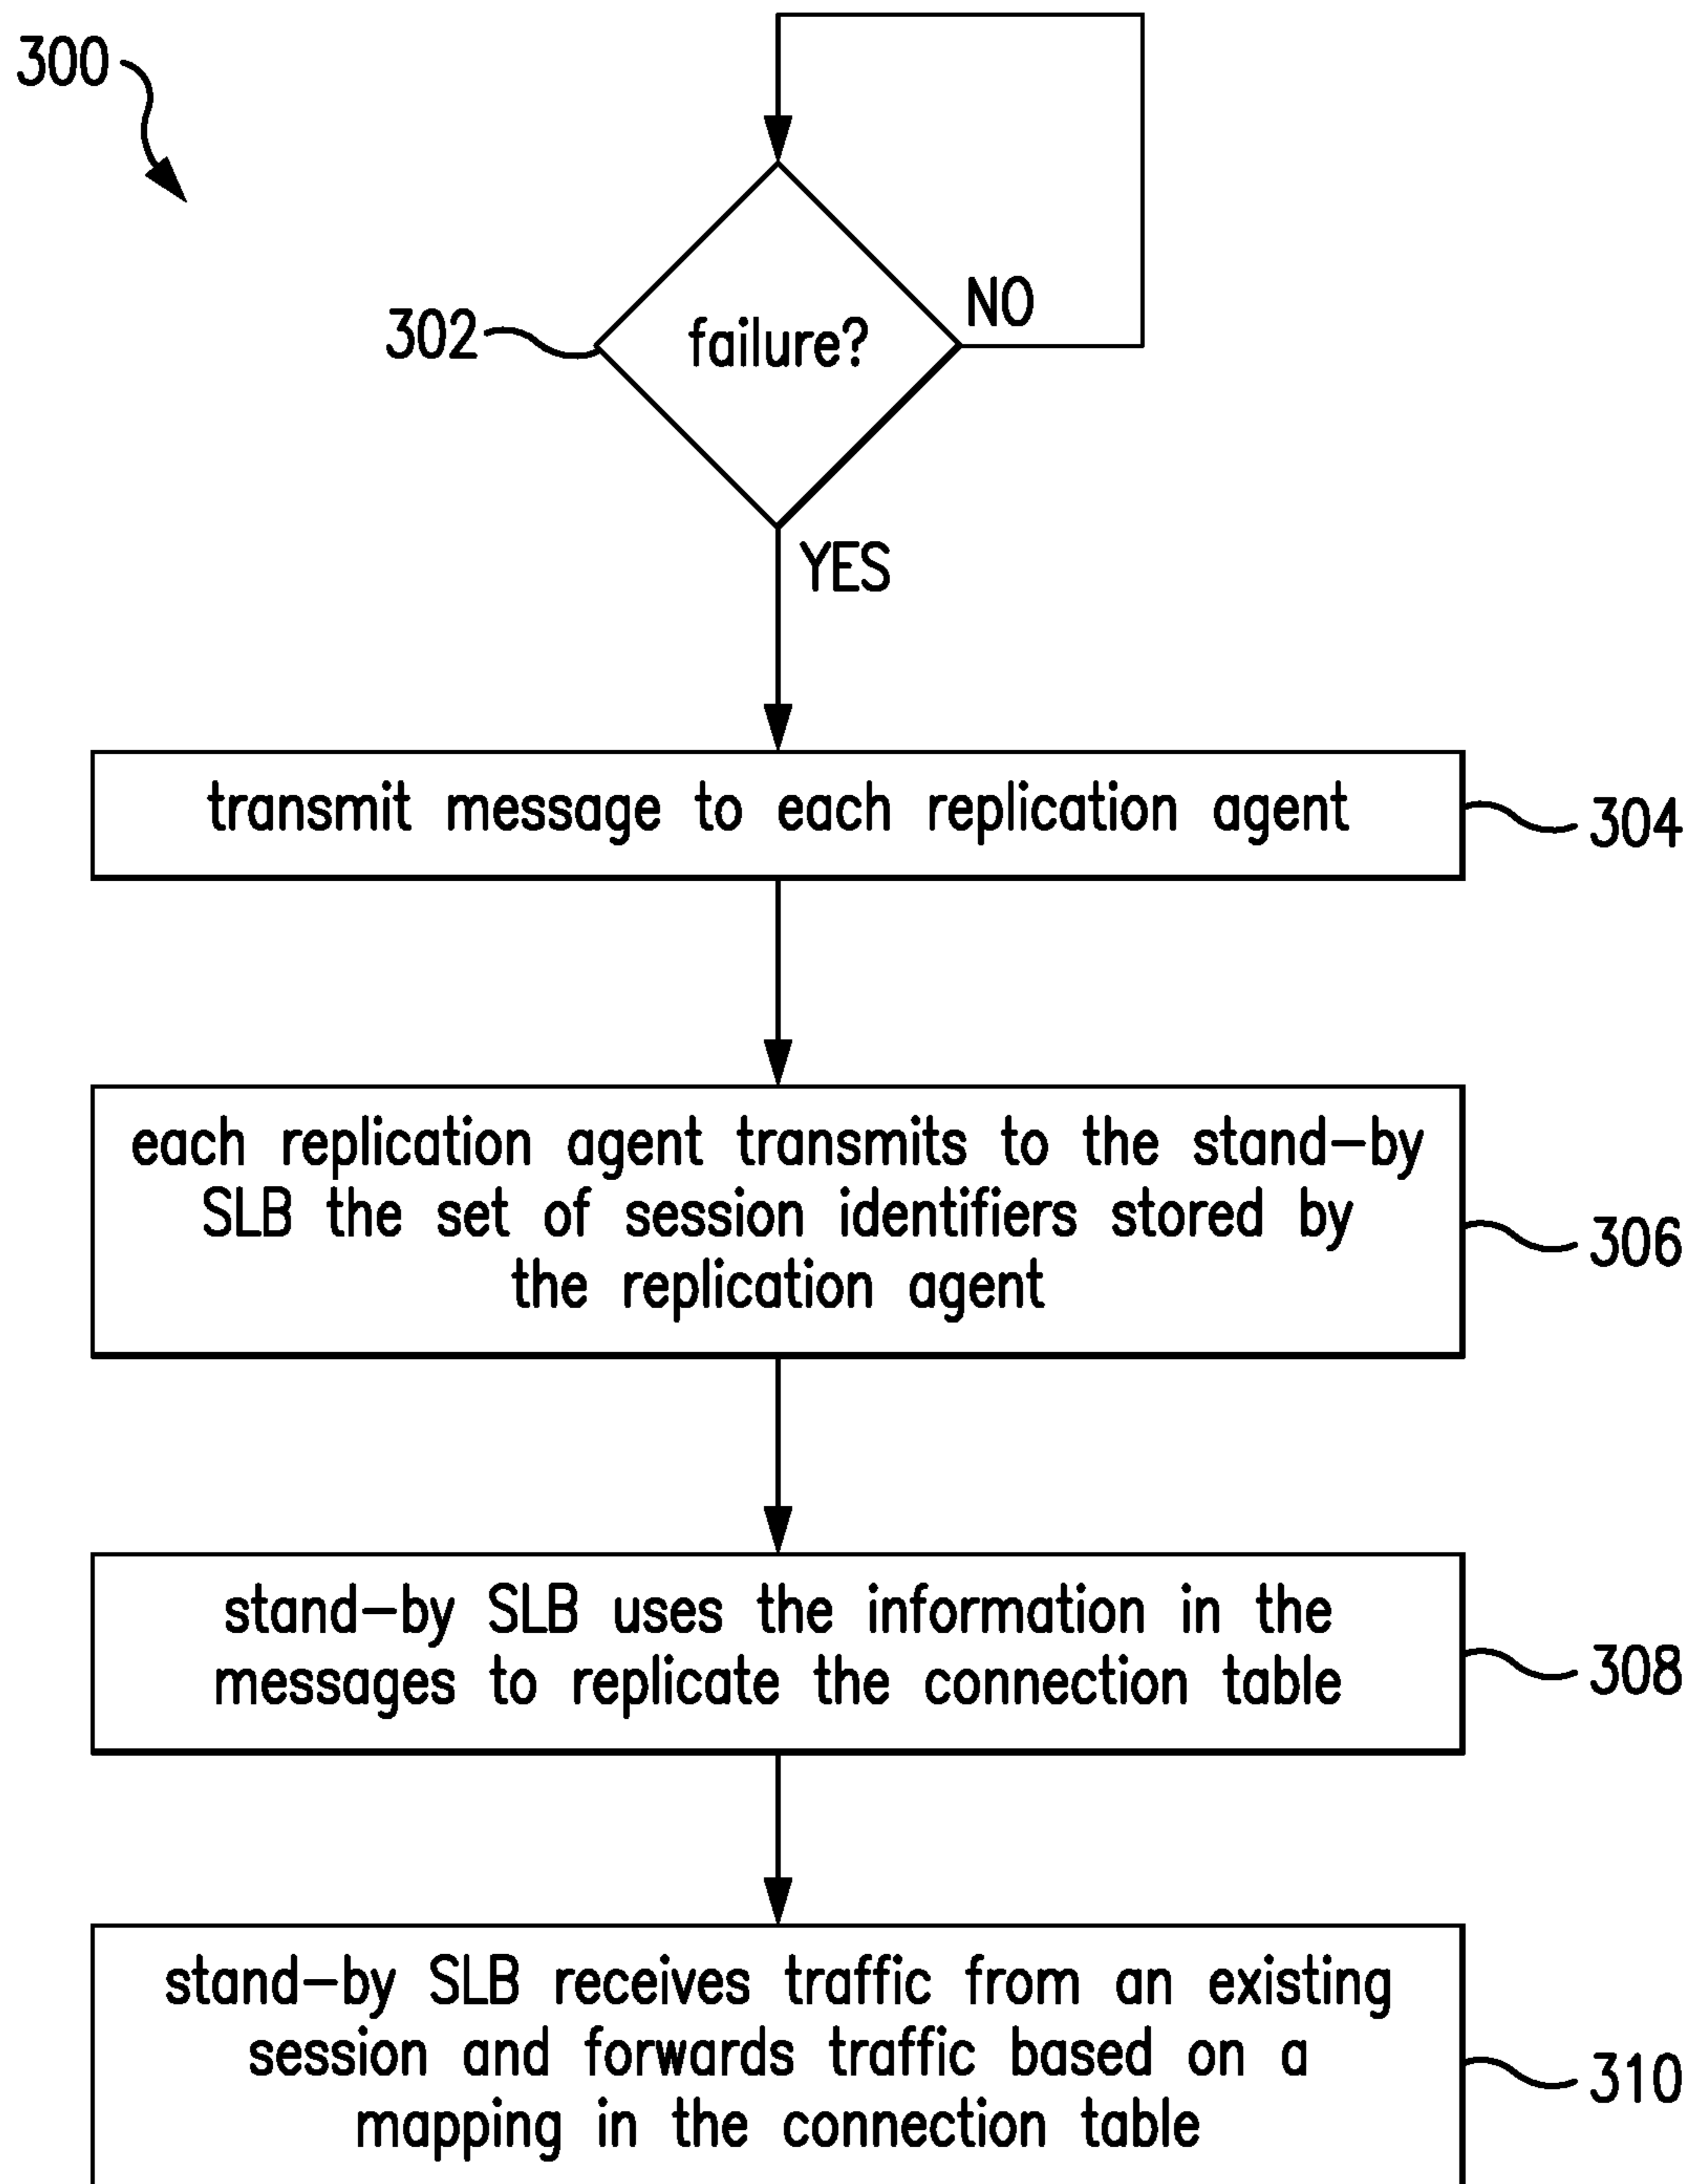 300
302
failure?
NO
YES
transmit message to each replication agent
304
each replication agent transmits to the stand-by
SLB the set of session identifiers stored by
the replication agent
306
stand-by SLB uses the information in the
messages to replicate the connection table
308
stand-by SLB receives traffic from an existing
session and forwards traffic based on a
mapping in the connection table
310